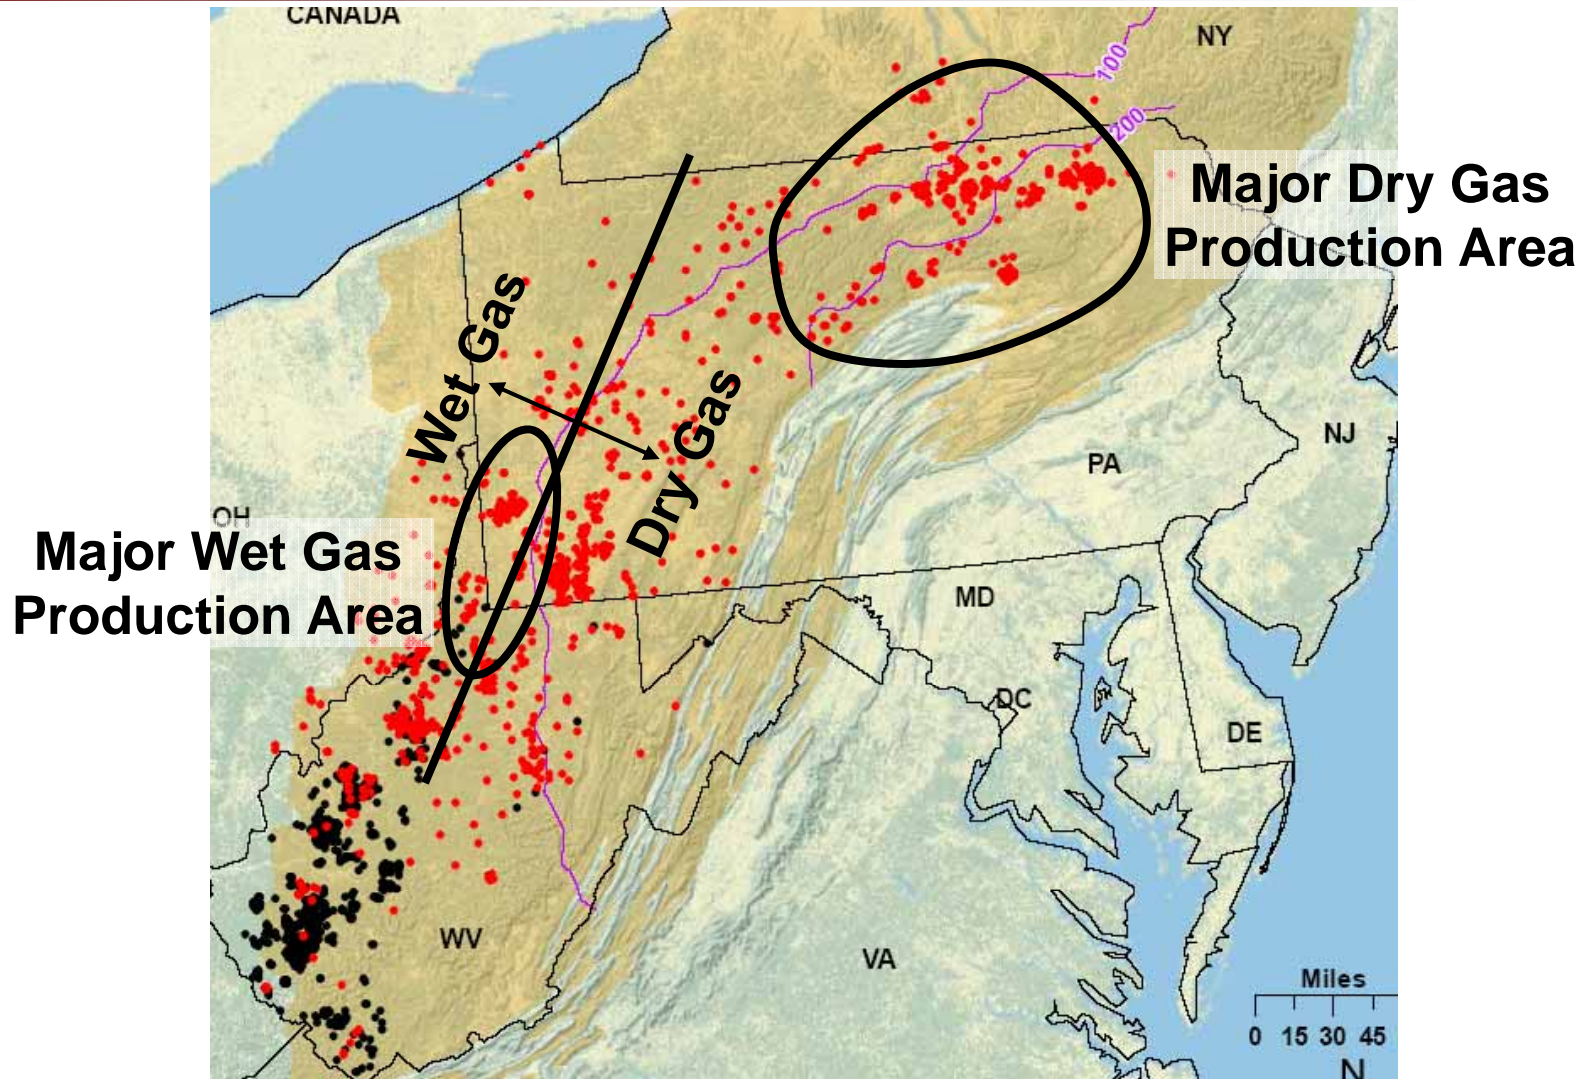 CANADA
NY
100
200
Major Dry Gas
Production Area
Wet Gas
Dry Gas
NJ
PA
OH
Major Wet Gas
Production Area
MD
DC
DE
WV
VA
Miles
0 15 30 45
N